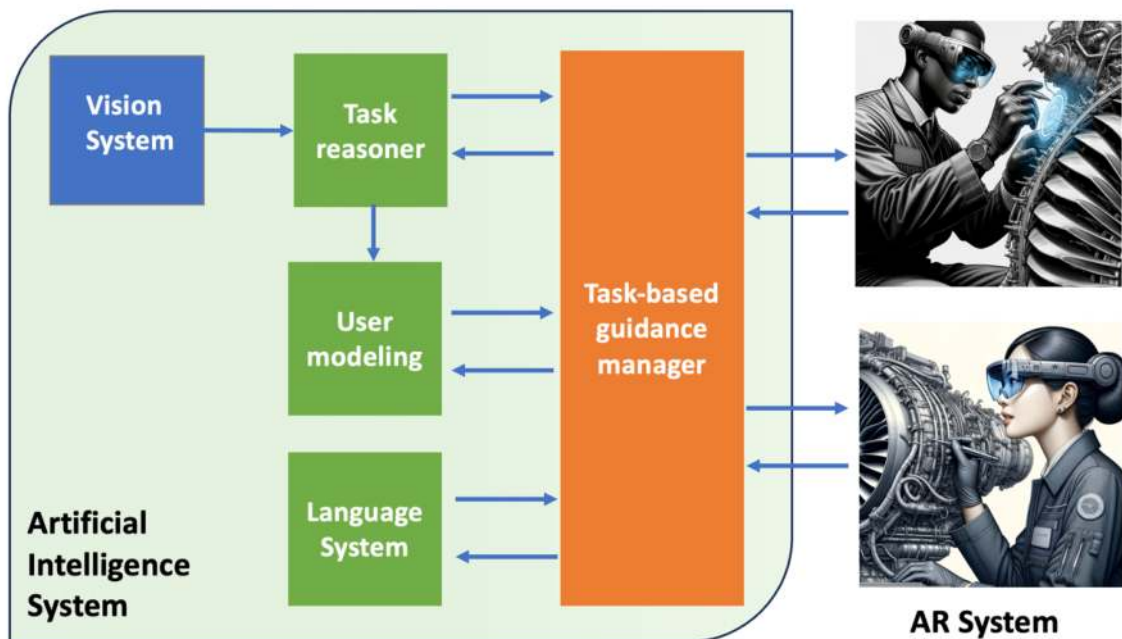 Vision
System
Task
reasoner
User
modeling
Language
System
Task-based
guidance
manager
Artificial
Intelligence
System
AR System